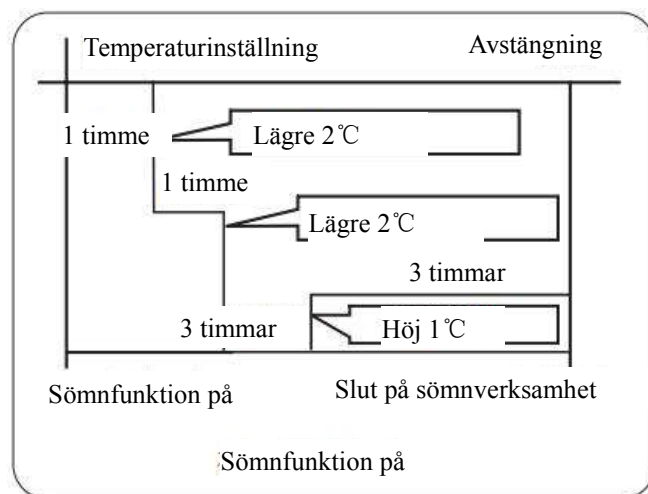 Temperaturinställning Avstängning
1 timme Lägre 2℃
1 timme
Lägre 2℃
3 timmar
3 timmar Höj 1℃
Sömnfunktion på Slut på sömnverksamhet
Sömnfunktion på